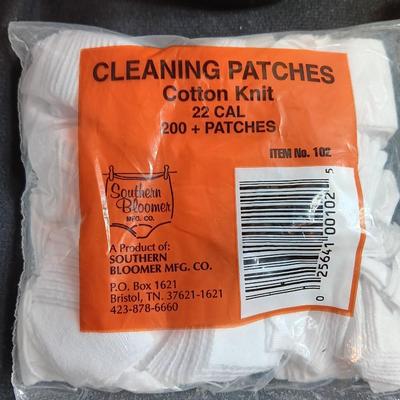 CLEANING PATCHES
Cotton Knit
22 CAL
200 + PATCHES
ITEM No. 102
Southern
Bloomer
MFG. CO.
A Product of:
SOUTHERN
BLOOMER MFG. CO.
P.O. Box 1621
Bristol, TN. 37621-1621
423-878-6660
0 25641 00102 5